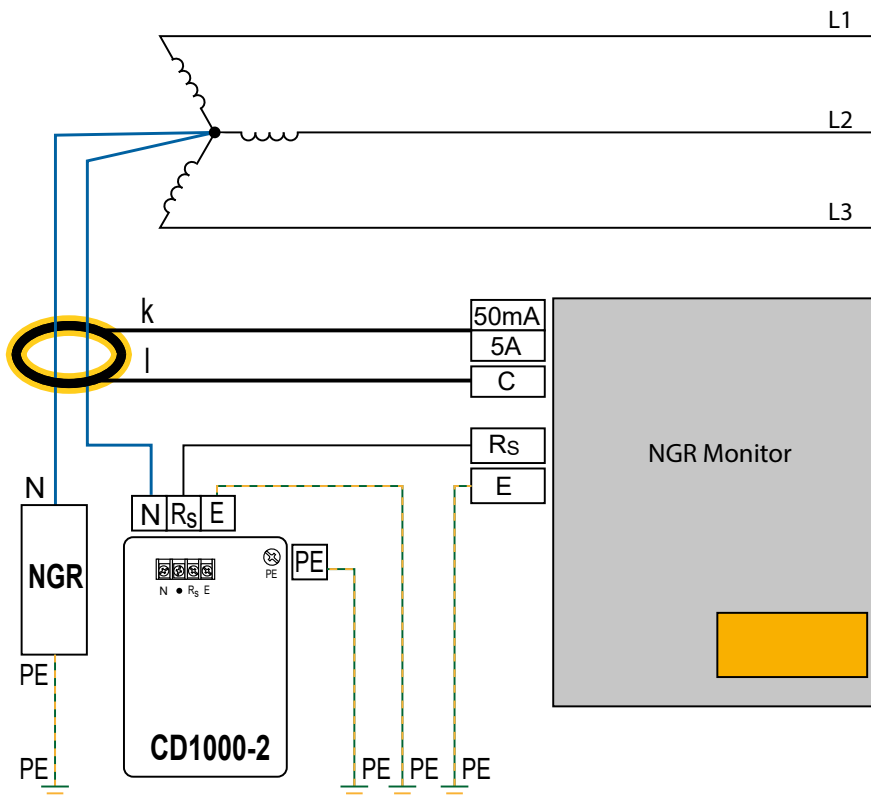 L1
L2
L3
k
50mA
5A
l
C
Rs
NGR Monitor
E
N
N Rs E
NGR
PE
PE
N • Rs E
PE
CD1000-2
PE
PE
PE
PE